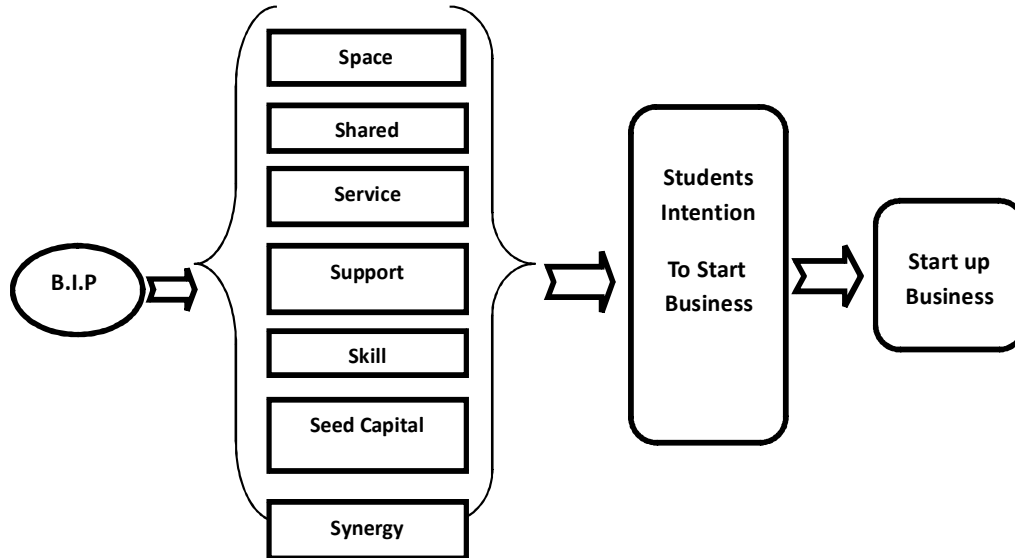 B.I.P
Space
Shared
Service
Support
Skill
Seed Capital
Synergy
Students
Intention
To Start
Business
Start up
Business